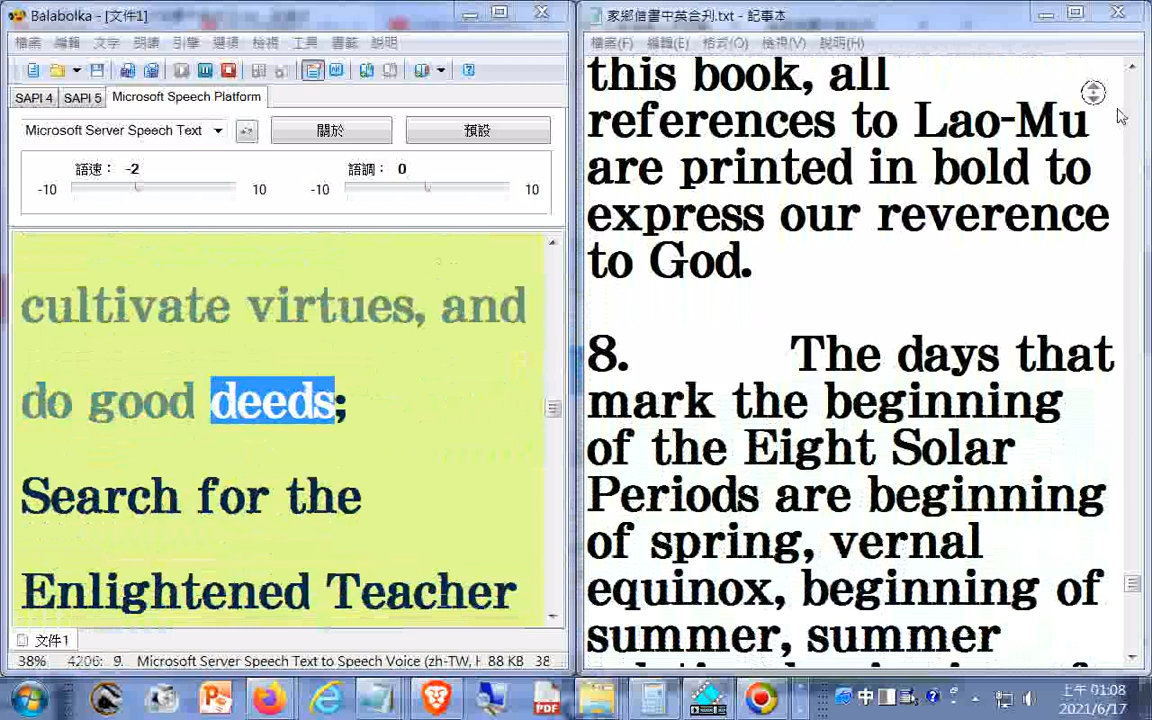 Balabolka - [文件1]
檔案 編輯 文字 朗讀 引擎 選項 檢視 工具 書籤 說明
SAPI 4 SAPI 5 Microsoft Speech Platform
Microsoft Server Speech Text 關於 預設
語速： -2 語調： 0
-10 10 -10 10
cultivate virtues, and
do good deeds;
Search for the
Enlightened Teacher
文件1
38% 4206: 9. Microsoft Server Speech Text to Speech Voice (zh-TW, H 88 KB 38
家鄉信書中英合刋.txt - 記事本
檔案(F) 編輯(E) 格式(O) 檢視(V) 說明(H)
this book, all
references to Lao-Mu
are printed in bold to
express our reverence
to God.
8. The days that
mark the beginning
of the Eight Solar
Periods are beginning
of spring, vernal
equinox, beginning of
summer, summer
PDF
中
上午 01:08
2021/6/17